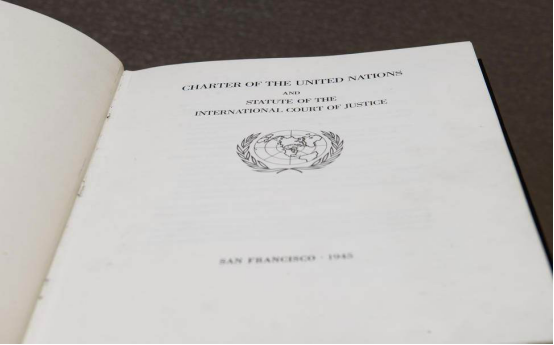 CHARTER OF THE UNITED NATIONS
AND
STATUTE OF THE
INTERNATIONAL COURT OF JUSTICE
SAN FRANCISCO · 1945